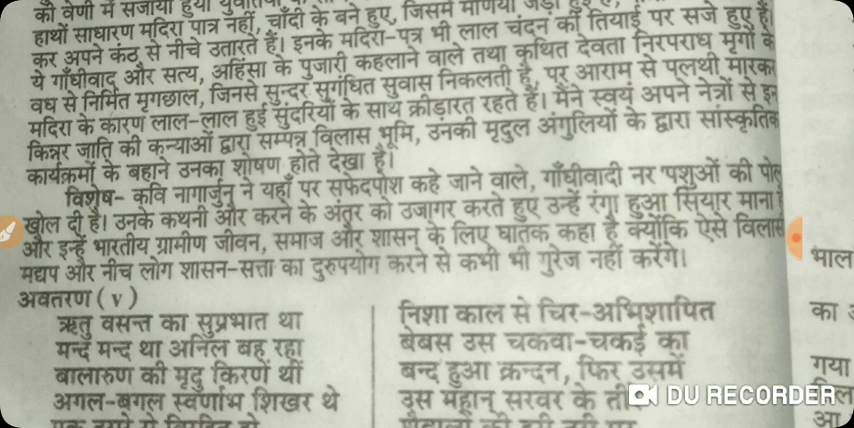 की वेणी में सजाया हुया
हाथों साधारण मदिरा पात्र नहीं, चाँदी के बने हुए, जिसमें मणियाँ
कर अपने कंठ से नीचे उतारते हैं। इनके मदिरा-पत्र भी लाल चंदन की तियाई पर सजे हुए हैं।
ये गाँधीवाद और सत्य, अहिंसा के पुजारी कहलाने वाले तथा कथित देवता निरपराध मृगों के
वध से निर्मित मृगछाल, जिनसे सुन्दर सुगंधित सुवास निकलती है, पर आराम से पलथी मारकर
मदिरा के कारण लाल-लाल हुई सुंदरियों के साथ क्रीड़ारत रहते हैं। मैंने स्वयं अपने नेत्रों से इन
किन्नर जाति की कन्याओं द्वारा सम्पन्न विलास भूमि, उनकी मृदुल अंगुलियों के द्वारा सांस्कृतिक
कार्यक्रमों के बहाने उनका शोषण होते देखा है।
विशेष- कवि नागार्जुन ने यहाँ पर सफेदपोश कहे जाने वाले, गाँधीवादी नर पशुओं की पोल
खोल दी है। उनके कथनी और करने के अंतर को उजागर करते हुए उन्हें रंगा हुआ सियार माना
और इन्हें भारतीय ग्रामीण जीवन, समाज और शासन के लिए घातक कहा है क्योंकि ऐसे विलासी
मद्यप और नीच लोग शासन-सत्ता का दुरुपयोग करने से कभी भी गुरेज नहीं करेंगे।
अवतरण (v)
ऋतु वसन्त का सुप्रभात था
मन्द मन्द था अनिल बह रहा
बालारुण की मृदु किरणें थीं
अगल-बगल स्वर्णाभ शिखर थे
निशा काल से चिर-अभिशापित
बेबस उस चकवा-चकई का
बन्द हुआ क्रन्दन, फिर उसमें
उस महान् सरवर के तीरे
भाल
का
गया
DU RECORDER